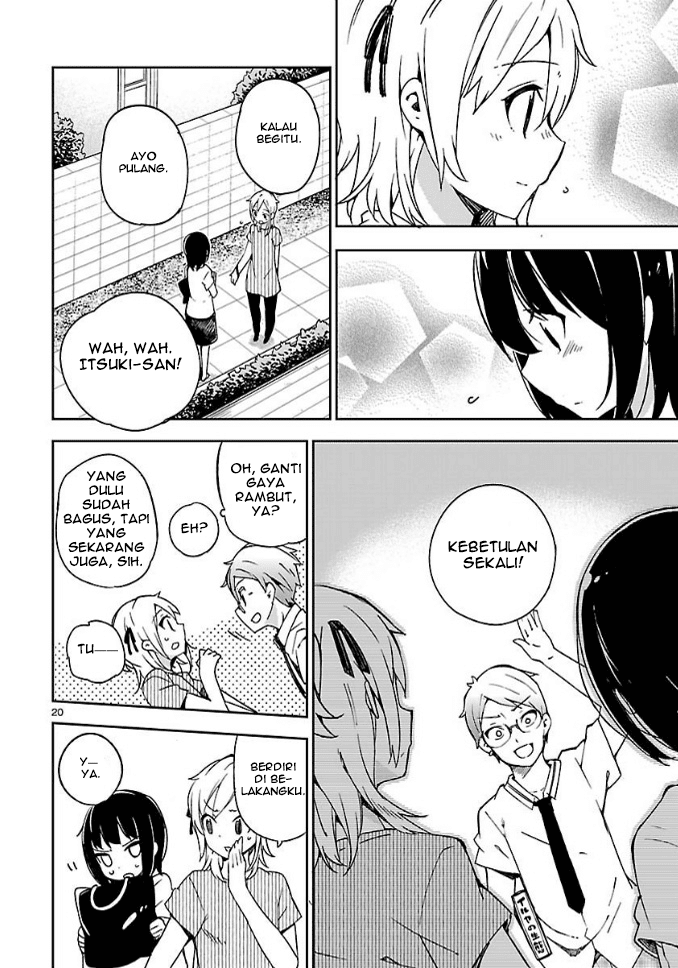 KALAU
BEGITU.
AYO
PULANG.
WAH, WAH.
ITSUKI-SAN!
KEBETULAN
SEKALI!
OH, GANTI
GAYA
RAMBUT,
YA?
EH?
YANG
DULU
SUDAH
BAGUS, TAPI
YANG
SEKARANG
JUGA, SIH.
TU——
20
BERDIRI
DI BE-
LAKANGKU.
Y—
YA.